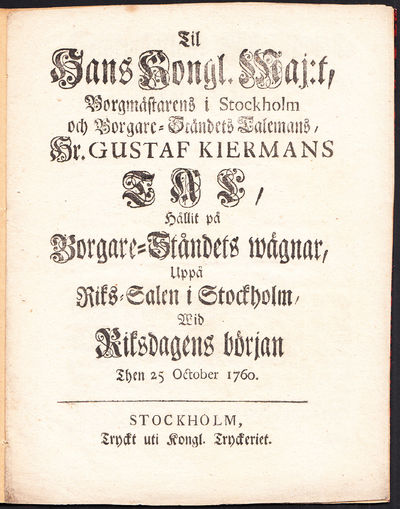 Til
Hans Kongl. Maj:t,
Borgmästarens i Stockholm
och Borgare-Ståndets Talemans,
Hr. GUSTAF KIERMANS
TAL,
Hållit på
Borgare-Ståndets wägnar,
Uppå
Riks-Salen i Stockholm,
Wid
Riksdagens början
Then 25 October 1760.
STOCKHOLM,
Tryckt uti Kongl. Tryckeriet.